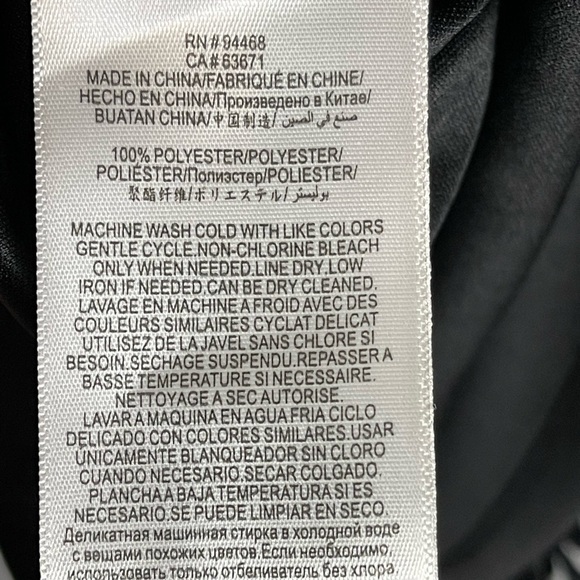 RN # 94468
CA # 63671
MADE IN CHINA/FABRIQUÉ EN CHINE/
HECHO EN CHINA/Произведено в Китае/
BUATAN CHINA/中国制造/ صنع في الصين
100% POLYESTER/POLYESTER/
POLIÉSTER/Полиэстер/POLIESTER/
聚酯纤维/ポリエステル/ بوليستر
MACHINE WASH COLD WITH LIKE COLORS
GENTLE CYCLE.NON-CHLORINE BLEACH
ONLY WHEN NEEDED.LINE DRY.LOW
IRON IF NEEDED.CAN BE DRY CLEANED.
LAVAGE EN MACHINE A FROID AVEC DES
COULEURS SIMILAIRES CYCLAT DELICAT
UTILISEZ DE LA JAVEL SANS CHLORE SI
BESOIN.SECHAGE SUSPENDU.REPASSER A
BASSE TEMPERATURE SI NECESSAIRE.
NETTOYAGE A SEC AUTORISE.
LAVAR A MAQUINA EN AGUA FRIA CICLO
DELICADO CON COLORES SIMILARES.USAR
ÚNICAMENTE BLANQUEADOR SIN CLORO
CUANDO NECESARIO.SECAR COLGADO.
PLANCHA A BAJA TEMPERATURA SI ES
NECESARIO.SE PUEDE LIMPIAR EN SECO.
Деликатная машинная стирка в холодной воде
с вещами похожих цветов.Если необходимо,
использовать только отбеливатель без хлора.